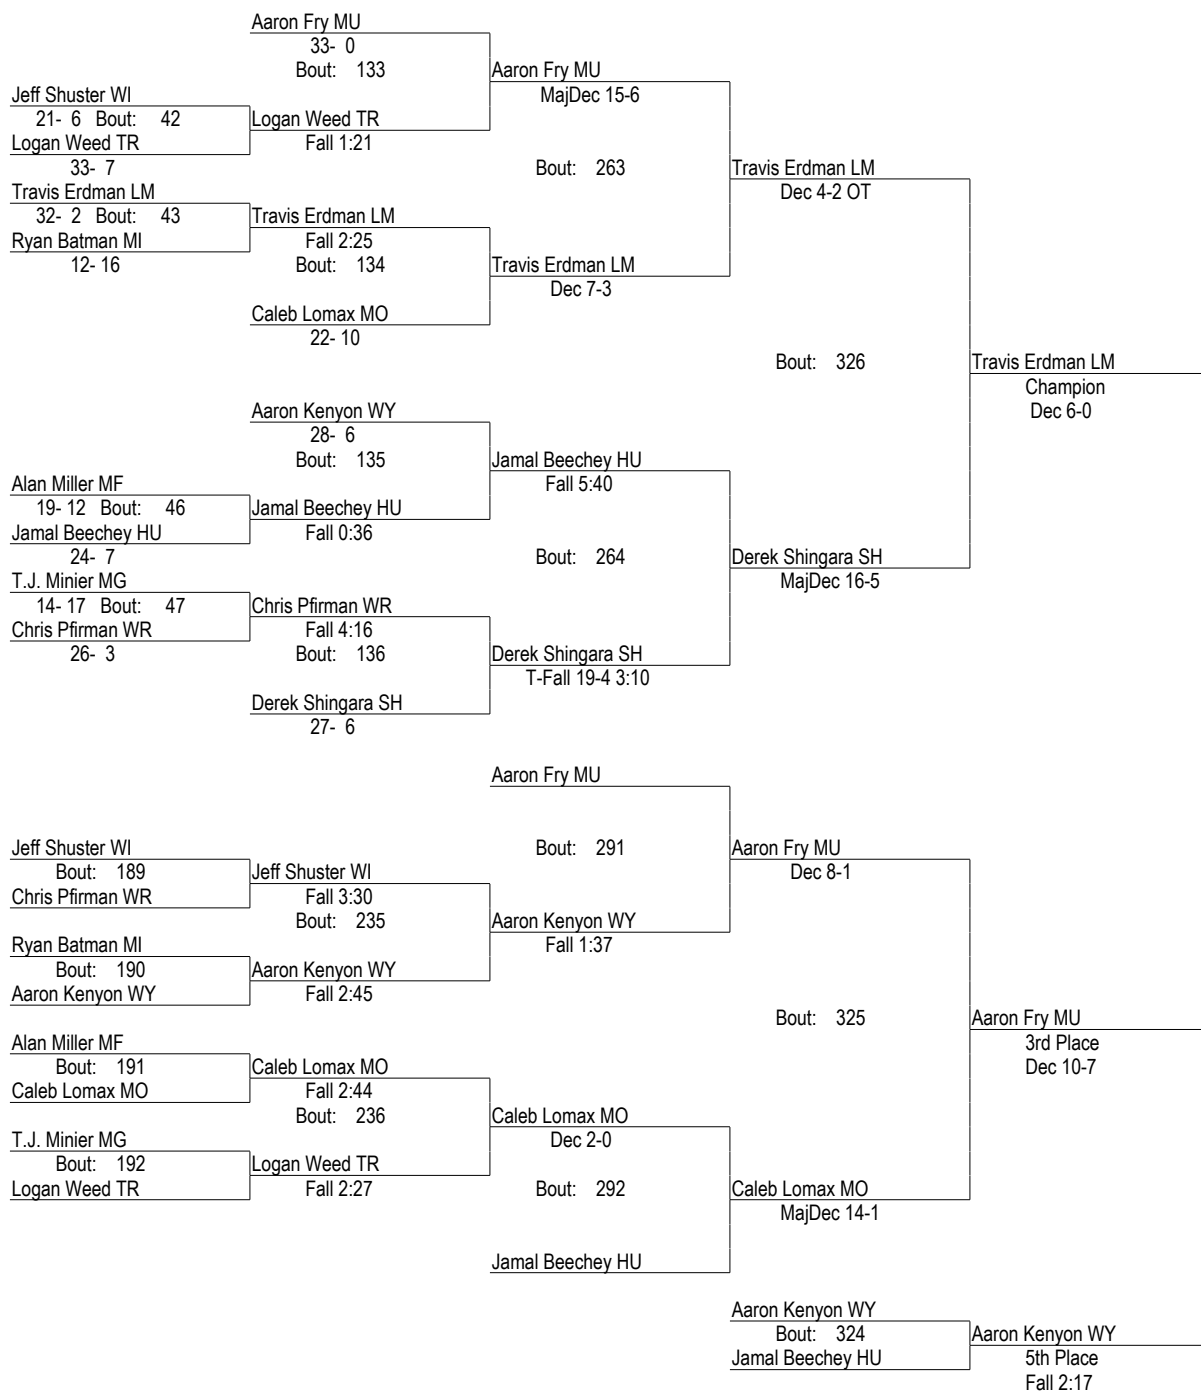 Aaron Fry MU
33- 0
Bout: 133
Aaron Fry MU
MajDec 15-6
Jeff Shuster WI
21- 6 Bout: 42
Logan Weed TR
Logan Weed TR
Fall 1:21
33- 7
Bout: 263
Travis Erdman LM
Dec 4-2 OT
Travis Erdman LM
32- 2 Bout: 43
Travis Erdman LM
Ryan Batman MI
Fall 2:25
12- 16
Bout: 134
Travis Erdman LM
Dec 7-3
Caleb Lomax MO
22- 10
Bout: 326
Travis Erdman LM
Champion
Dec 6-0
Aaron Kenyon WY
28- 6
Bout: 135
Jamal Beechey HU
Fall 5:40
Alan Miller MF
19- 12 Bout: 46
Jamal Beechey HU
Jamal Beechey HU
Fall 0:36
24- 7
Bout: 264
Derek Shingara SH
MajDec 16-5
T.J. Minier MG
14- 17 Bout: 47
Chris Pfirman WR
Chris Pfirman WR
Fall 4:16
26- 3
Bout: 136
Derek Shingara SH
T-Fall 19-4 3:10
Derek Shingara SH
27- 6
Aaron Fry MU
Jeff Shuster WI
Bout: 291
Aaron Fry MU
Bout: 189
Jeff Shuster WI
Dec 8-1
Chris Pfirman WR
Fall 3:30
Bout: 235
Aaron Kenyon WY
Fall 1:37
Ryan Batman MI
Bout: 190
Aaron Kenyon WY
Aaron Kenyon WY
Fall 2:45
Bout: 325
Aaron Fry MU
3rd Place
Dec 10-7
Alan Miller MF
Bout: 191
Caleb Lomax MO
Caleb Lomax MO
Fall 2:44
Bout: 236
Caleb Lomax MO
Dec 2-0
T.J. Minier MG
Bout: 192
Logan Weed TR
Logan Weed TR
Fall 2:27
Bout: 292
Caleb Lomax MO
MajDec 14-1
Jamal Beechey HU
Aaron Kenyon WY
Bout: 324
Jamal Beechey HU
Aaron Kenyon WY
5th Place
Fall 2:17